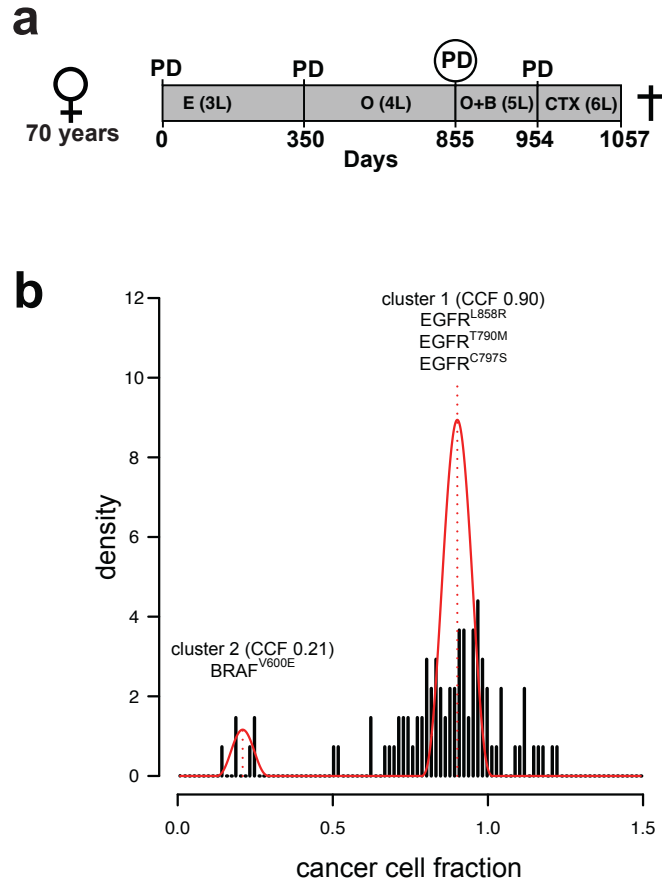 a
PD PD PD PD
E (3L) O (4L) O+B (5L) CTX (6L)
70 years
0 350 855 954 1057
Days
b
cluster 1 (CCF 0.90)
EGFR^L858R
EGFR^T790M
EGFR^C797S
cluster 2 (CCF 0.21)
BRAF^V600E
12
10
8
6
4
2
0
density
0.0 0.5 1.0 1.5
cancer cell fraction